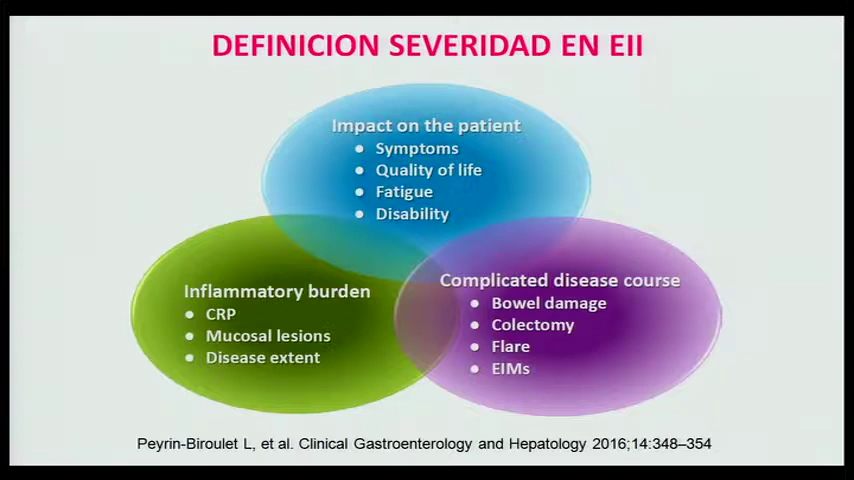 DEFINICION SEVERIDAD EN EII
Impact on the patient
● Symptoms
● Quality of life
● Fatigue
● Disability
Inflammatory burden
● CRP
● Mucosal lesions
● Disease extent
Complicated disease course
● Bowel damage
● Colectomy
● Flare
● EIMs
Peyrin-Biroulet L, et al. Clinical Gastroenterology and Hepatology 2016;14:348–354